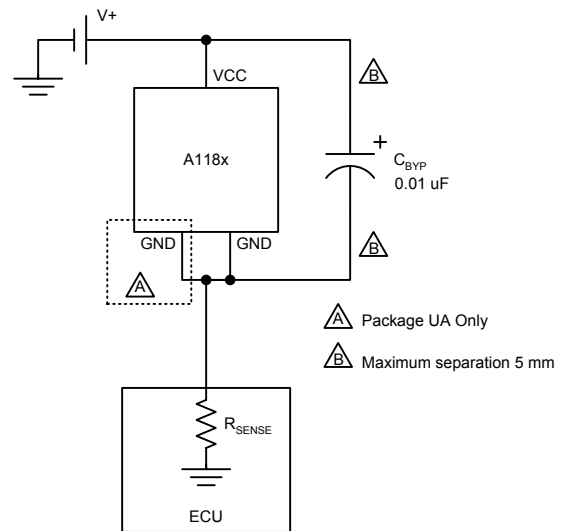 V+
VCC
B
A118x
+
C_BYP
0.01 uF
GND GND
B
A
A Package UA Only
B Maximum separation 5 mm
R_SENSE
ECU